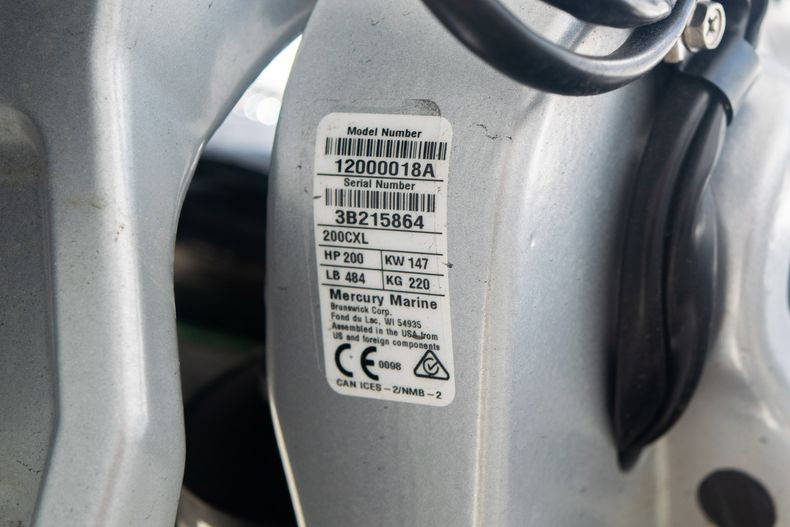 Model Number
12000018A
Serial Number
3B215864
200CXL
HP 200 KW 147
LB 484 KG 220
Mercury Marine
Brunswick Corp.
Fond du Lac, WI 54935
Assembled in the USA from
US and foreign components
CE 0098
CAN ICES-2/NMB-2